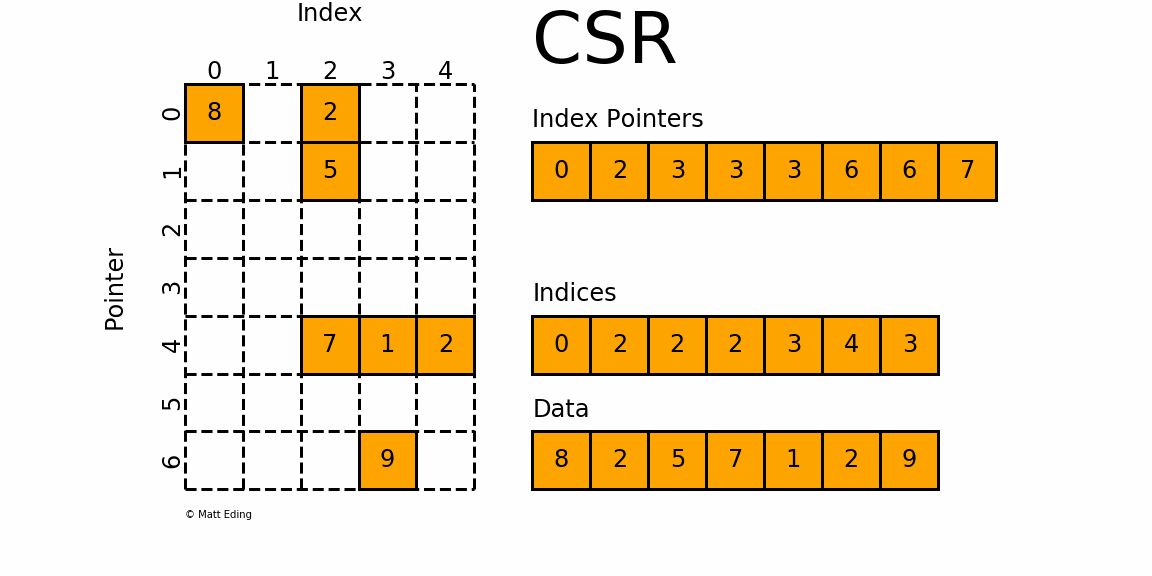 Index
CSR
0 1 2 3 4
0 8 2
Index Pointers
0 2 3 3 3 6 6 7
1 5
2
Pointer
3
Indices
4 7 1 2
0 2 2 2 3 4 3
5
Data
6 9
8 2 5 7 1 2 9
© Matt Eding